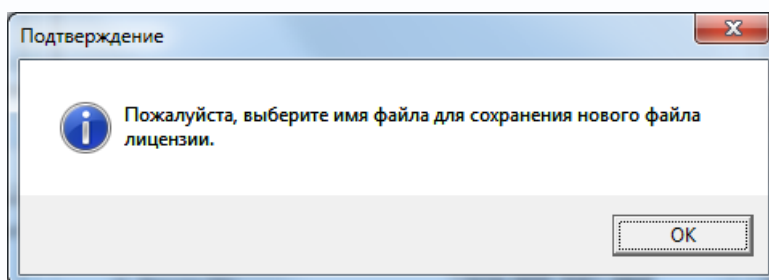 Подтверждение
Пожалуйста, выберите имя файла для сохранения нового файла
лицензии.
OK